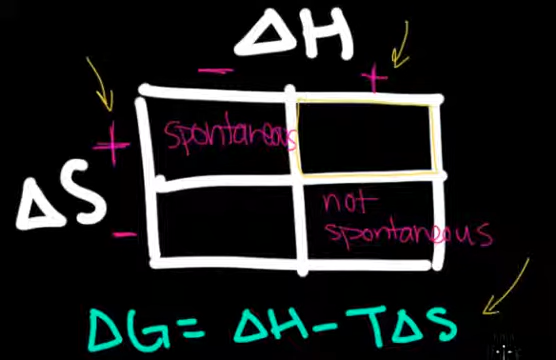 ΔH
- +
+ spontaneous
ΔS
not
- spontaneous
ΔG = ΔH - TΔS